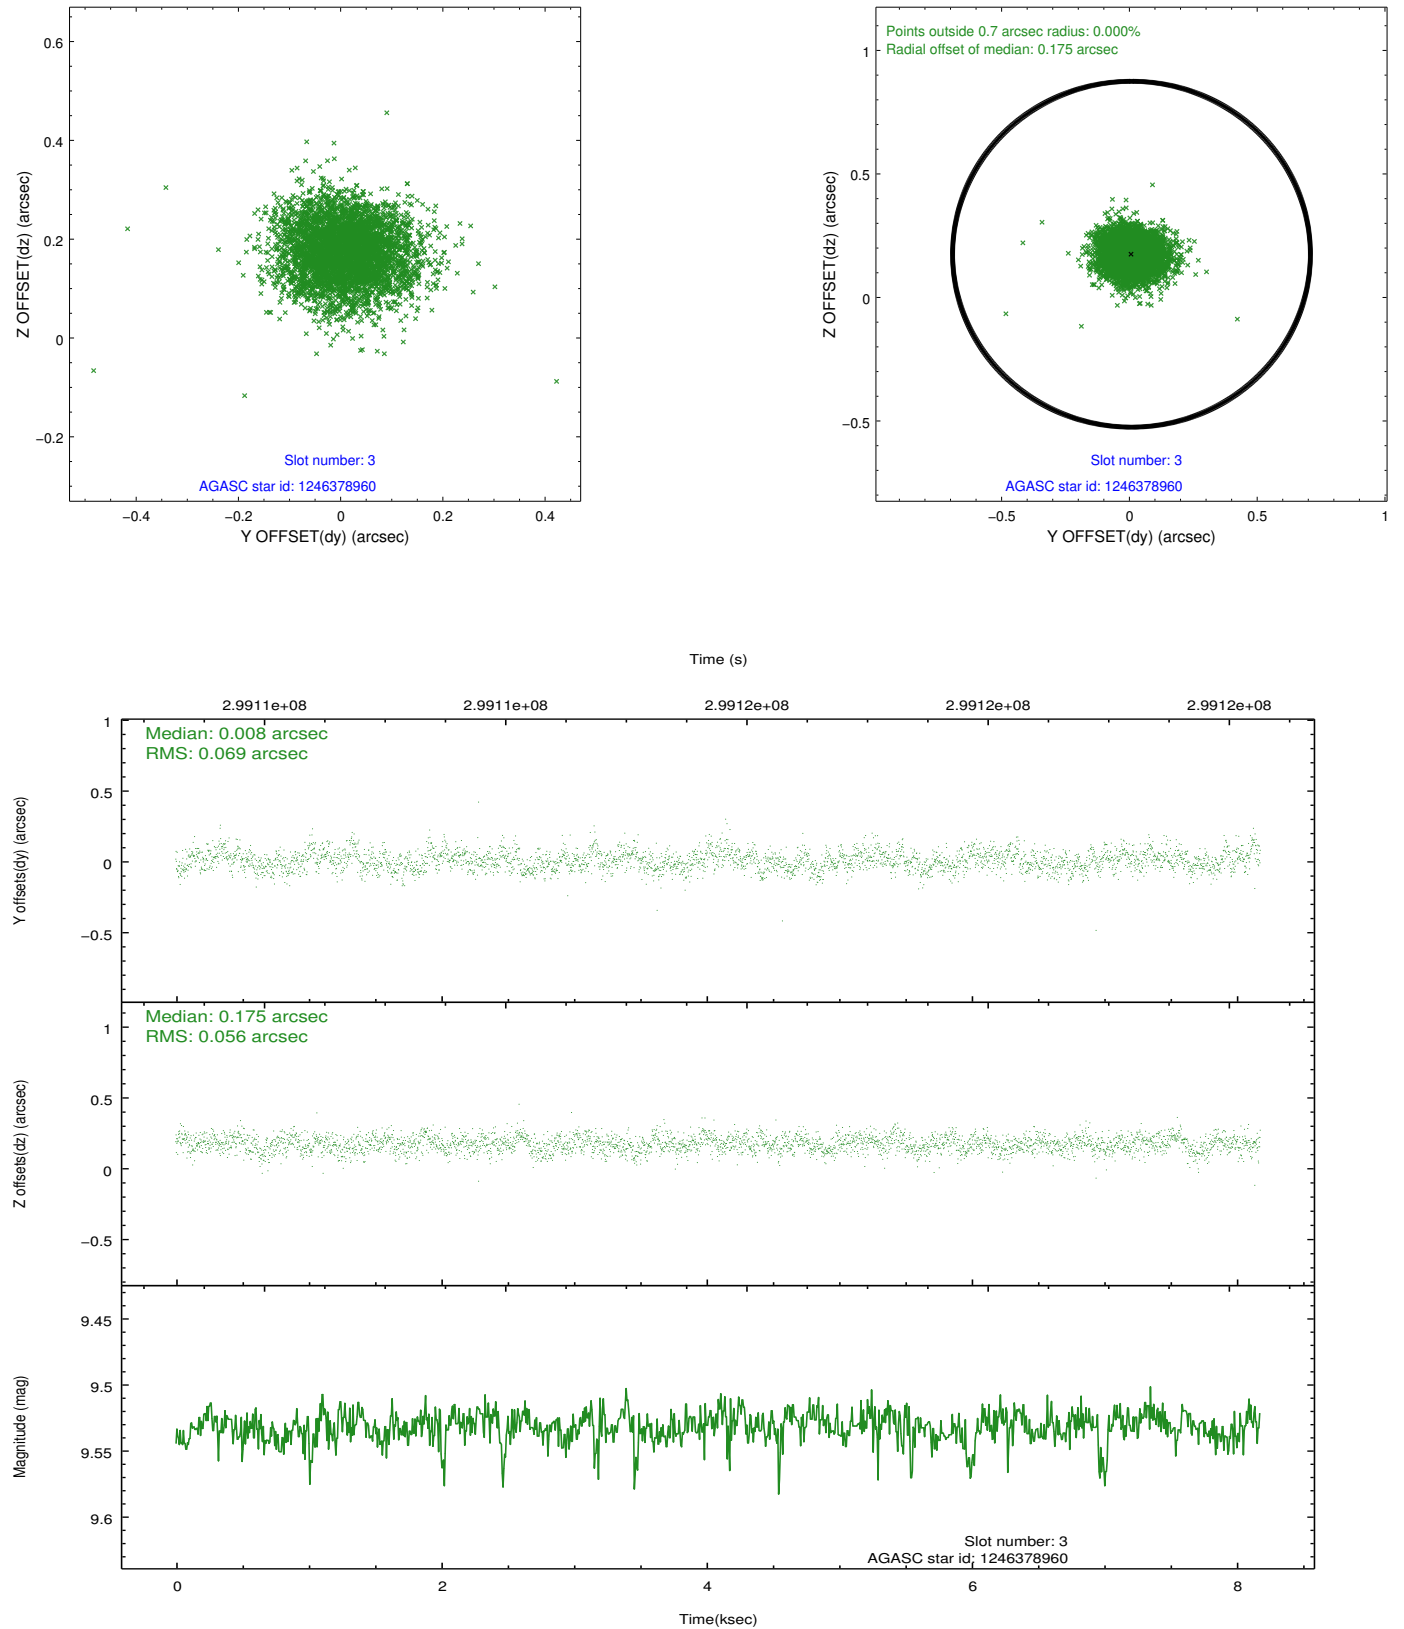 0.6
0.4
0.2
0
−0.2
−0.4
−0.2
0
0.2
0.4
Z OFFSET(dz) (arcsec)
Y OFFSET(dy) (arcsec)
Slot number: 3
AGASC star id: 1246378960
Points outside 0.7 arcsec radius: 0.000%
Radial offset of median: 0.175 arcsec
1
0.5
0
−0.5
−0.5
0
0.5
1
Z OFFSET(dz) (arcsec)
Y OFFSET(dy) (arcsec)
Slot number: 3
AGASC star id: 1246378960
Time (s)
2.9911e+08
2.9911e+08
2.9912e+08
2.9912e+08
2.9912e+08
Median: 0.008 arcsec
RMS: 0.069 arcsec
1
0.5
0
−0.5
Y offsets(dy) (arcsec)
Median: 0.175 arcsec
RMS: 0.056 arcsec
1
0.5
0
−0.5
Z offsets(dz) (arcsec)
9.45
9.5
9.55
9.6
Magnitude (mag)
Slot number: 3
AGASC star id: 1246378960
0
2
4
6
8
Time(ksec)